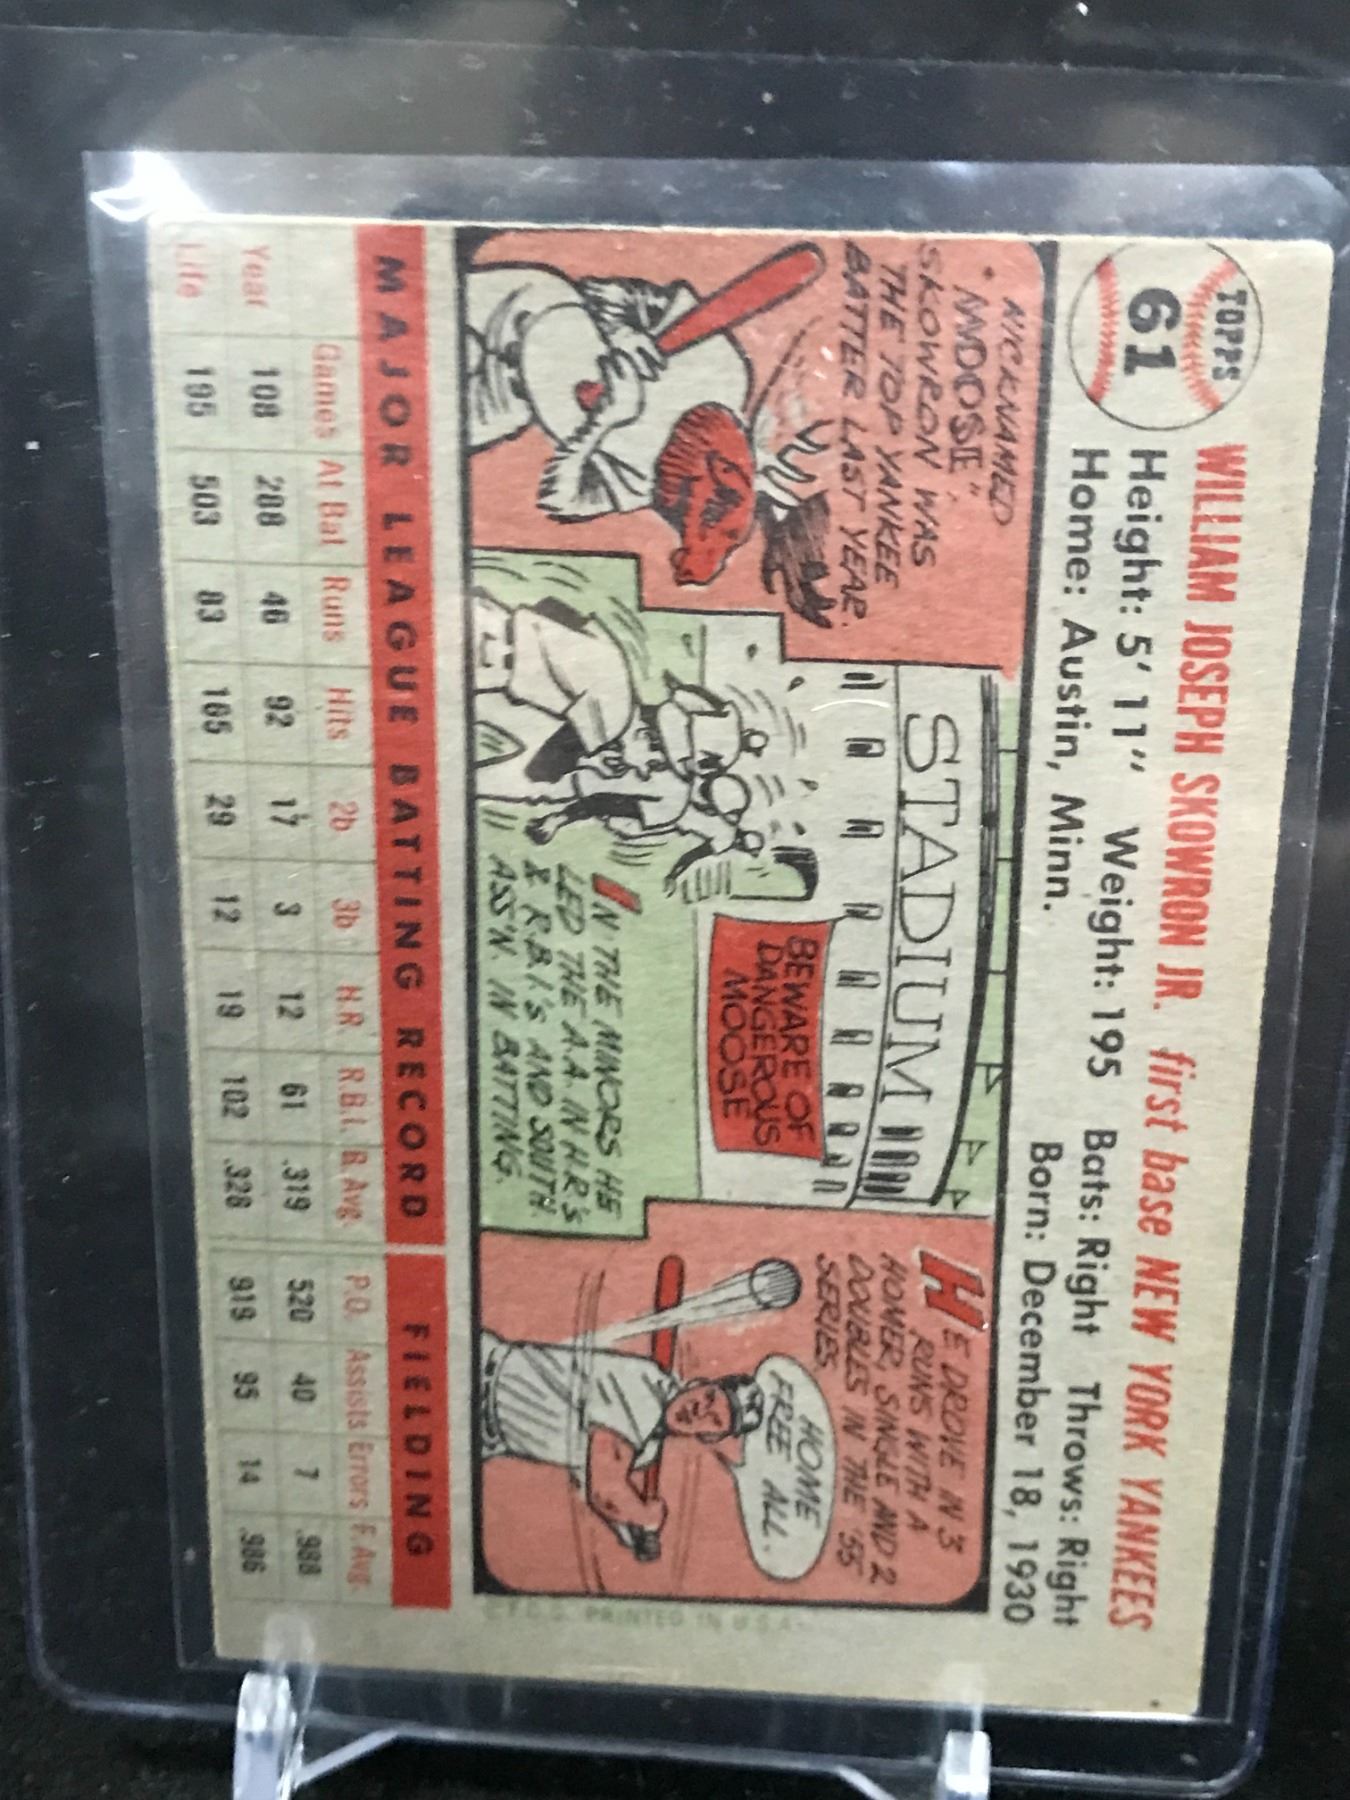 TOPPS
61
WILLIAM JOSEPH SKOWRON JR. first base NEW YORK YANKEES
Height: 5' 11" Weight: 195 Bats: Right Throws: Right
Home: Austin, Minn. Born: December 18, 1930
NICKNAMED
"MOOSE",
SKOWRON WAS
THE TOP YANKEE
BATTER LAST YEAR.
STADIUM
BEWARE OF
DANGEROUS
MOOSE
IN THE MINORS HE
LED THE A.A. IN H.R.'S
& R.B.I.'s AND SOUTH.
ASS'N. IN BATTING.
HE DROVE IN 3
RUNS WITH A
HOMER, SINGLE AND 2
DOUBLES IN THE '55
SERIES.
HOME
FREE ALL.
T.C.G. PRINTED IN U.S.A.
MAJOR LEAGUE BATTING RECORD FIELDING
Games At Bat Runs Hits 2b 3b H.R. R.B.I. B. Avg. P.O. Assists Errors F. Avg.
Year 108 288 46 92 17 3 12 61 .319 520 40 7 .988
Life 195 503 83 165 29 12 19 102 .328 919 95 14 .986